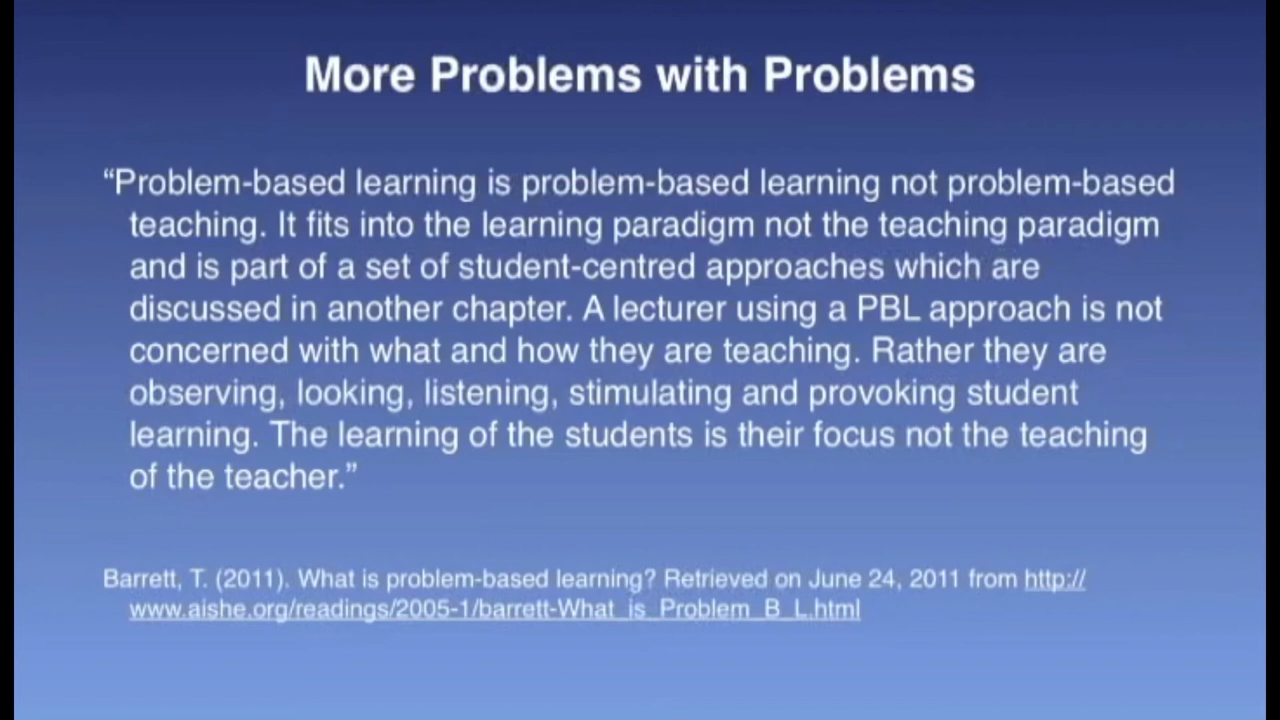 More Problems with Problems
“Problem-based learning is problem-based learning not problem-based
teaching. It fits into the learning paradigm not the teaching paradigm
and is part of a set of student-centred approaches which are
discussed in another chapter. A lecturer using a PBL approach is not
concerned with what and how they are teaching. Rather they are
observing, looking, listening, stimulating and provoking student
learning. The learning of the students is their focus not the teaching
of the teacher.”
Barrett, T. (2011). What is problem-based learning? Retrieved on June 24, 2011 from http://
www.aishe.org/readings/2005-1/barrett-What_is_Problem_B_L.html